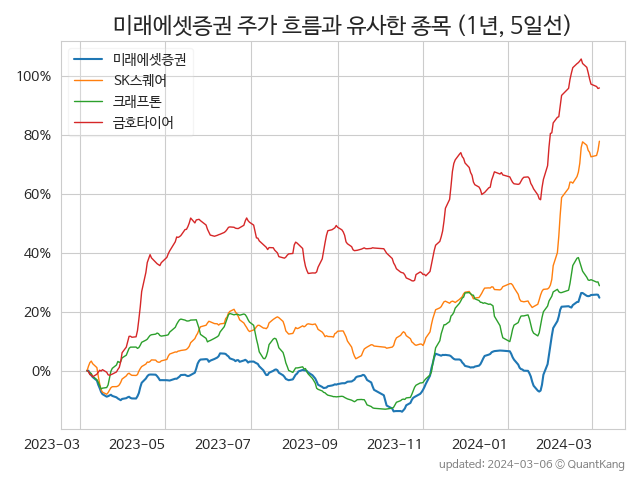 미래에셋증권 주가 흐름과 유사한 종목 (1년, 5일선)
미래에셋증권
SK스퀘어
크래프톤
금호타이어
100%
80%
60%
40%
20%
0%
2023-03 2023-05 2023-07 2023-09 2023-11 2024-01 2024-03
updated: 2024-03-06 © QuantKang